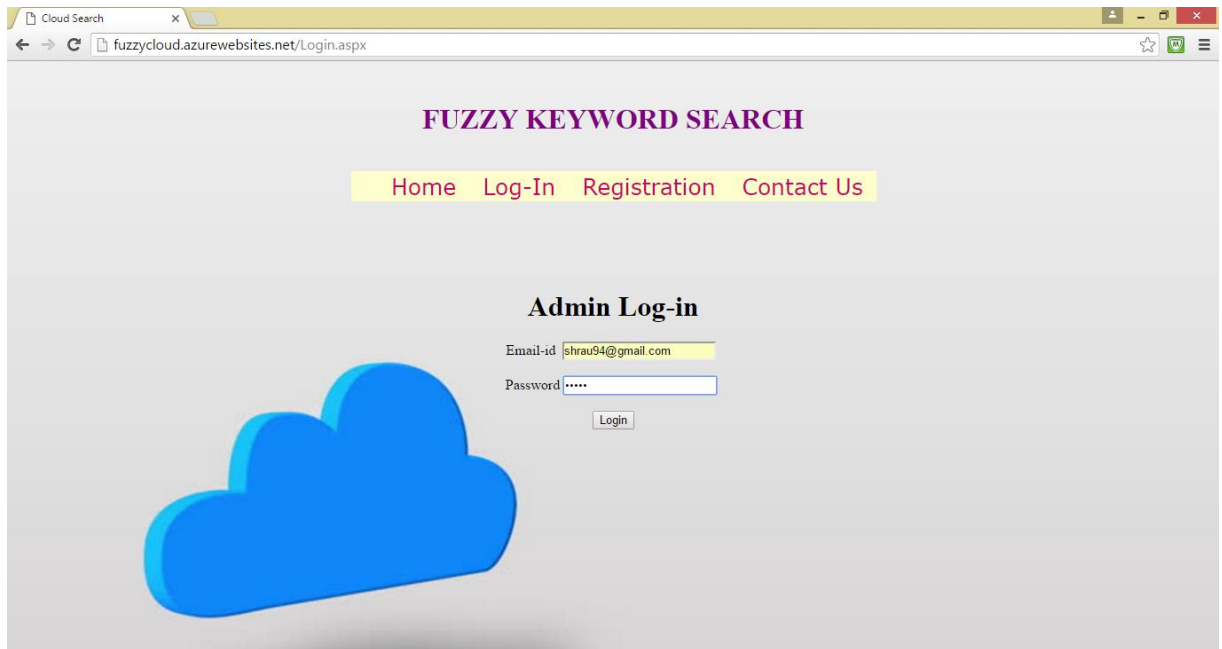 Cloud Search
fuzzycloud.azurewebsites.net/Login.aspx
FUZZY KEYWORD SEARCH
Home Log-In Registration Contact Us
Admin Log-in
Email-id shrau94@gmail.com
Password •••••
Login